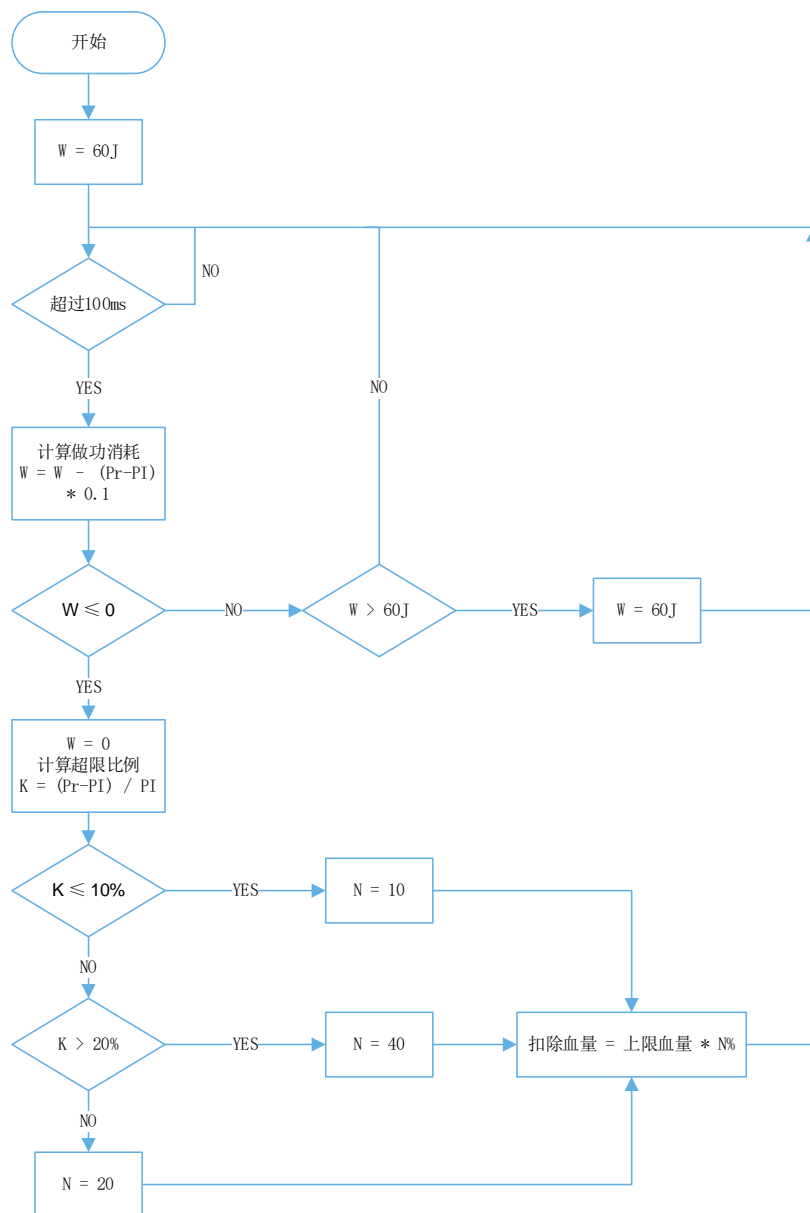 开始
W = 60J
NO
超过100ms
YES
NO
计算做功消耗
W = W - (Pr-PI)
* 0.1
W ≤ 0
NO
W > 60J
YES
W = 60J
YES
W = 0
计算超限比例
K = (Pr-PI) / PI
K ≤ 10%
YES
N = 10
NO
K > 20%
YES
N = 40
扣除血量 = 上限血量 * N%
NO
N = 20